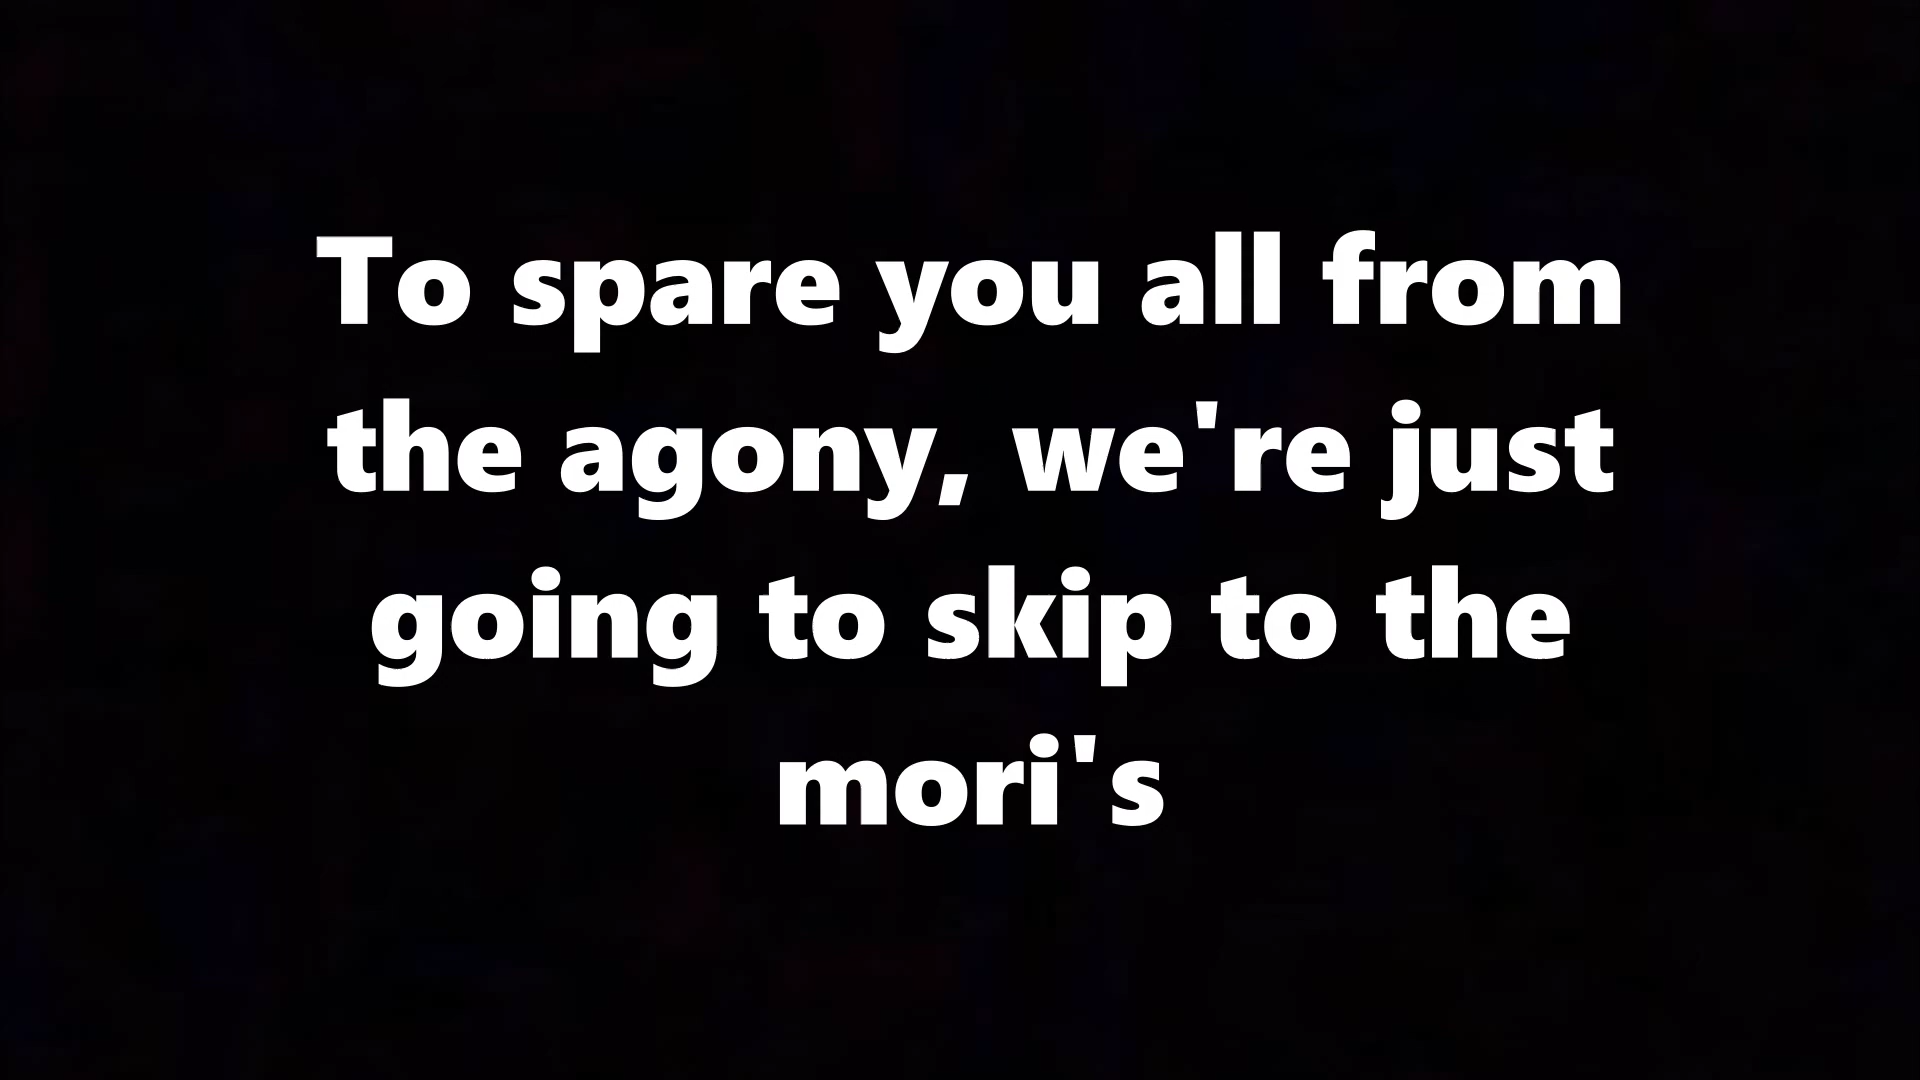 To spare you all from
the agony, we're just
going to skip to the
mori's